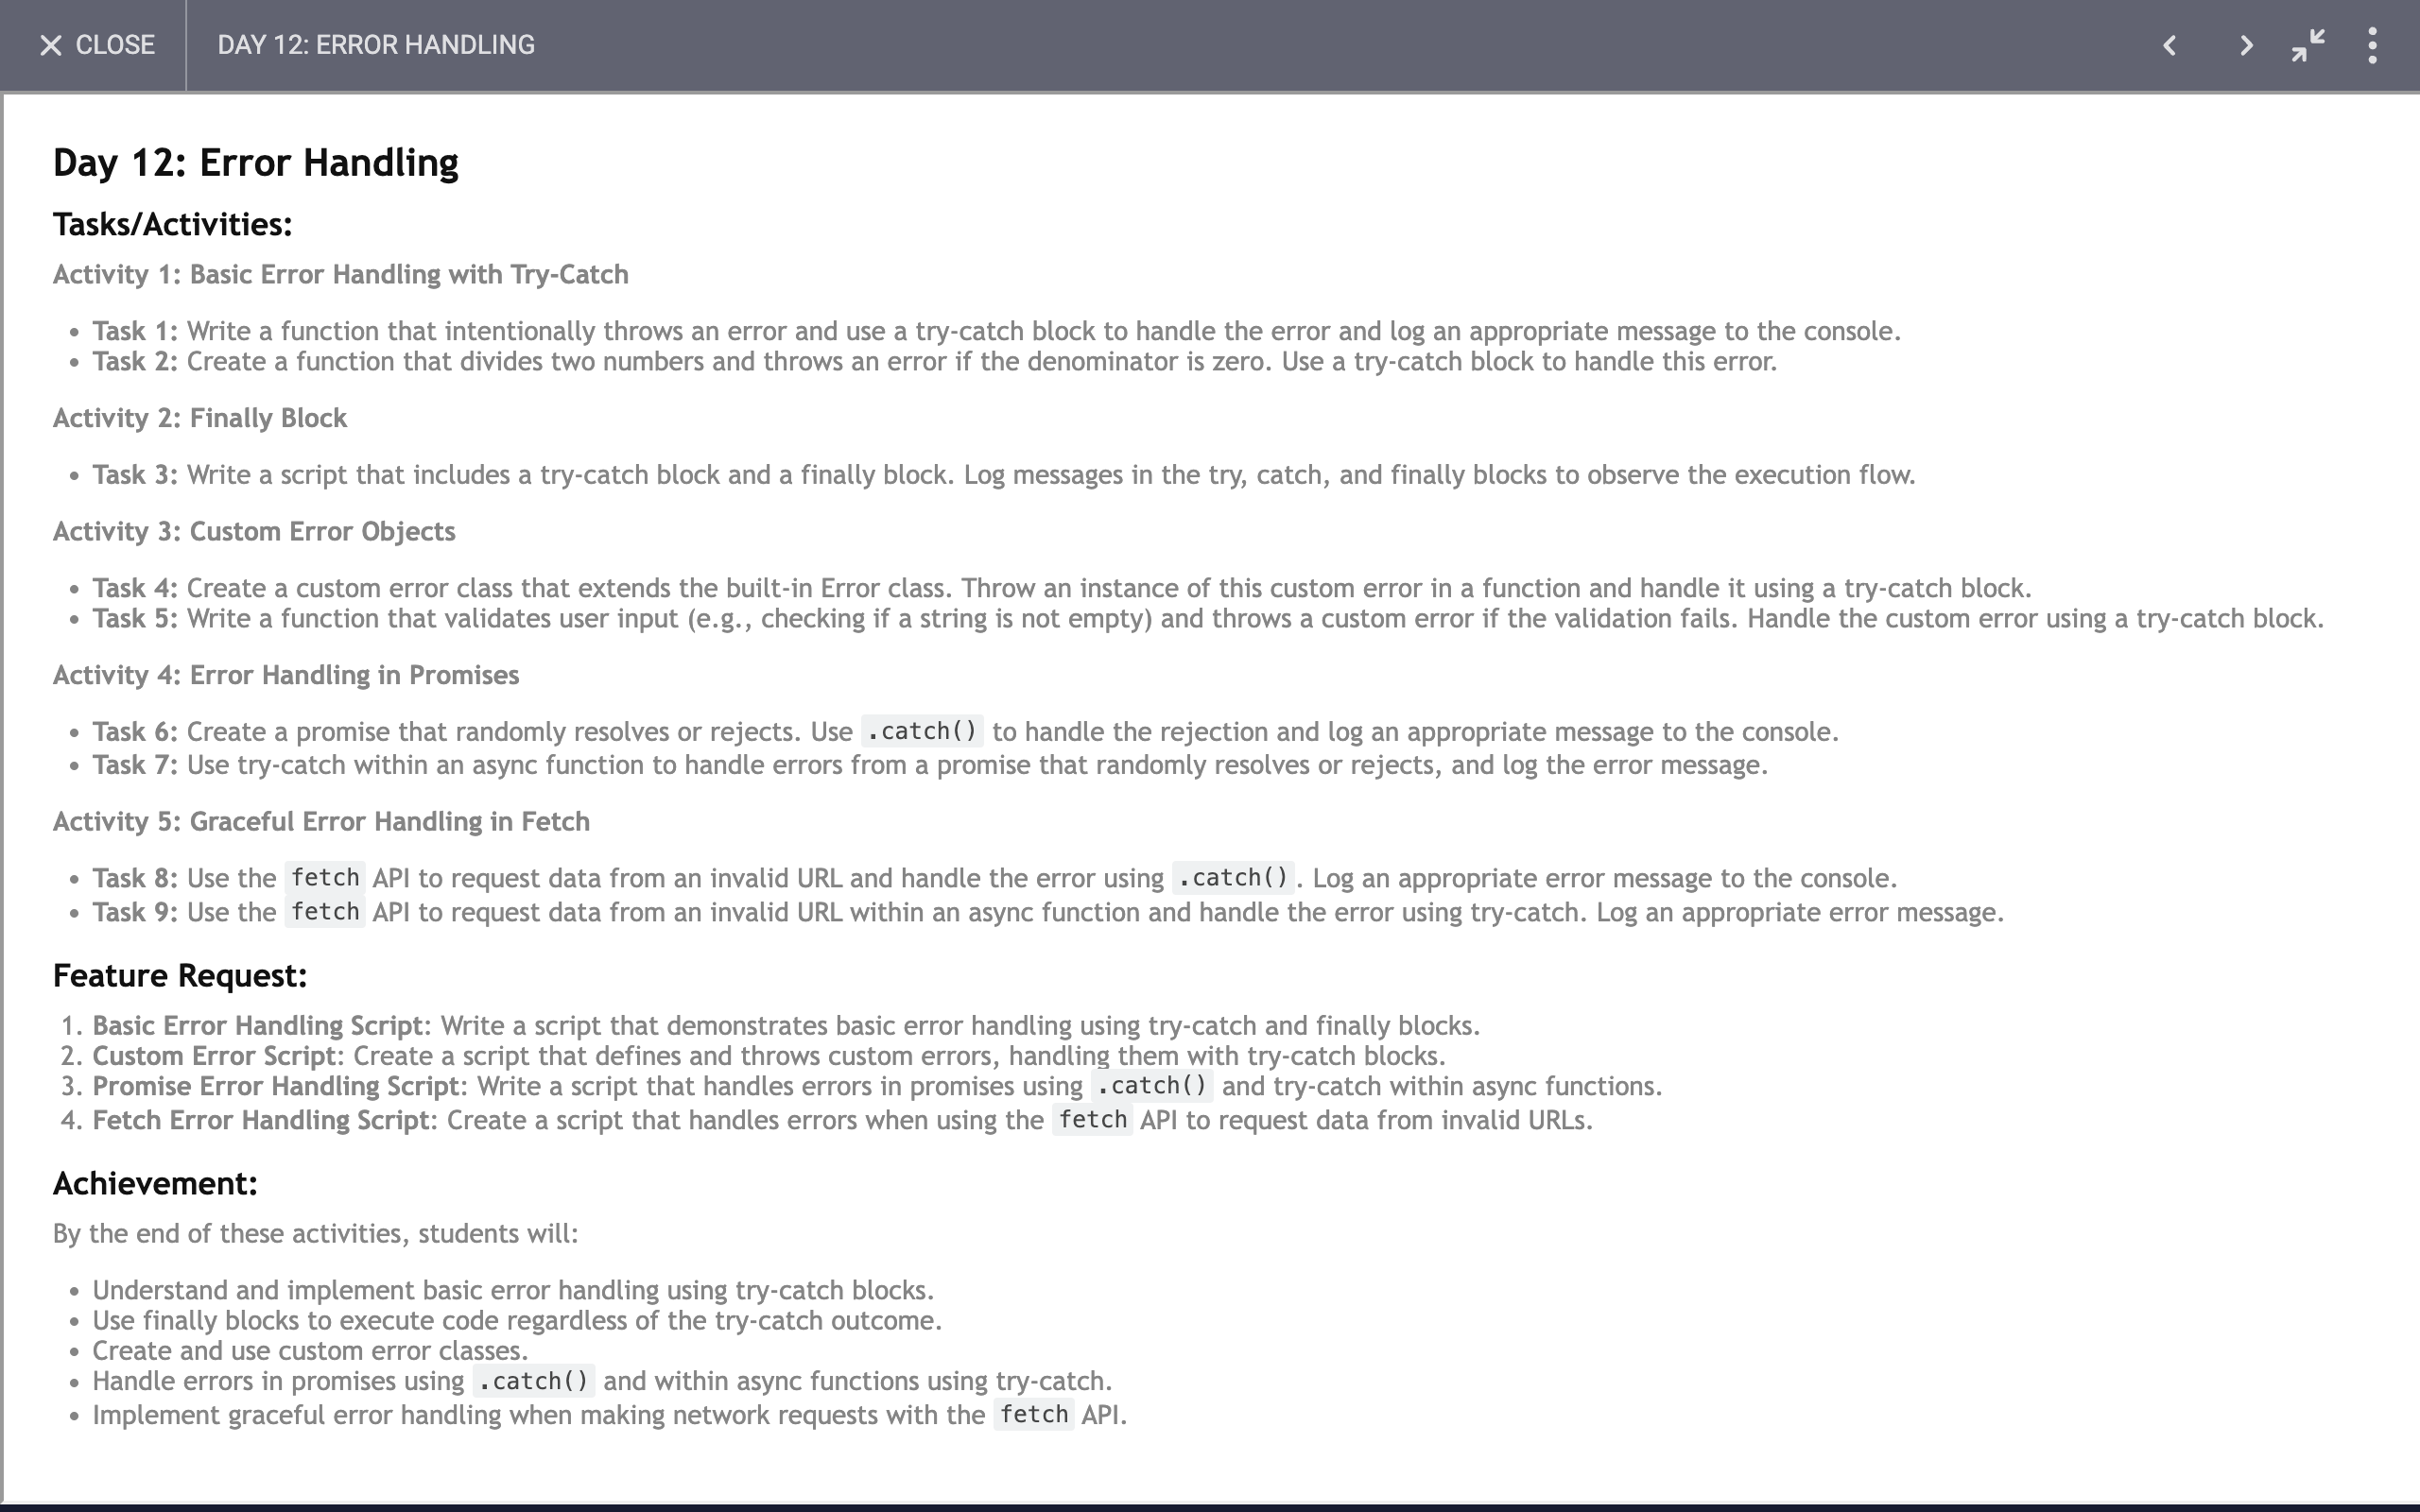 CLOSE
DAY 12: ERROR HANDLING
Day 12: Error Handling
Tasks/Activities:
Activity 1: Basic Error Handling with Try-Catch
• Task 1: Write a function that intentionally throws an error and use a try-catch block to handle the error and log an appropriate message to the console.
• Task 2: Create a function that divides two numbers and throws an error if the denominator is zero. Use a try-catch block to handle this error.
Activity 2: Finally Block
• Task 3: Write a script that includes a try-catch block and a finally block. Log messages in the try, catch, and finally blocks to observe the execution flow.
Activity 3: Custom Error Objects
• Task 4: Create a custom error class that extends the built-in Error class. Throw an instance of this custom error in a function and handle it using a try-catch block.
• Task 5: Write a function that validates user input (e.g., checking if a string is not empty) and throws a custom error if the validation fails. Handle the custom error using a try-catch block.
Activity 4: Error Handling in Promises
• Task 6: Create a promise that randomly resolves or rejects. Use .catch() to handle the rejection and log an appropriate message to the console.
• Task 7: Use try-catch within an async function to handle errors from a promise that randomly resolves or rejects, and log the error message.
Activity 5: Graceful Error Handling in Fetch
• Task 8: Use the fetch API to request data from an invalid URL and handle the error using .catch(). Log an appropriate error message to the console.
• Task 9: Use the fetch API to request data from an invalid URL within an async function and handle the error using try-catch. Log an appropriate error message.
Feature Request:
1. Basic Error Handling Script: Write a script that demonstrates basic error handling using try-catch and finally blocks.
2. Custom Error Script: Create a script that defines and throws custom errors, handling them with try-catch blocks.
3. Promise Error Handling Script: Write a script that handles errors in promises using .catch() and try-catch within async functions.
4. Fetch Error Handling Script: Create a script that handles errors when using the fetch API to request data from invalid URLs.
Achievement:
By the end of these activities, students will:
• Understand and implement basic error handling using try-catch blocks.
• Use finally blocks to execute code regardless of the try-catch outcome.
• Create and use custom error classes.
• Handle errors in promises using .catch() and within async functions using try-catch.
• Implement graceful error handling when making network requests with the fetch API.